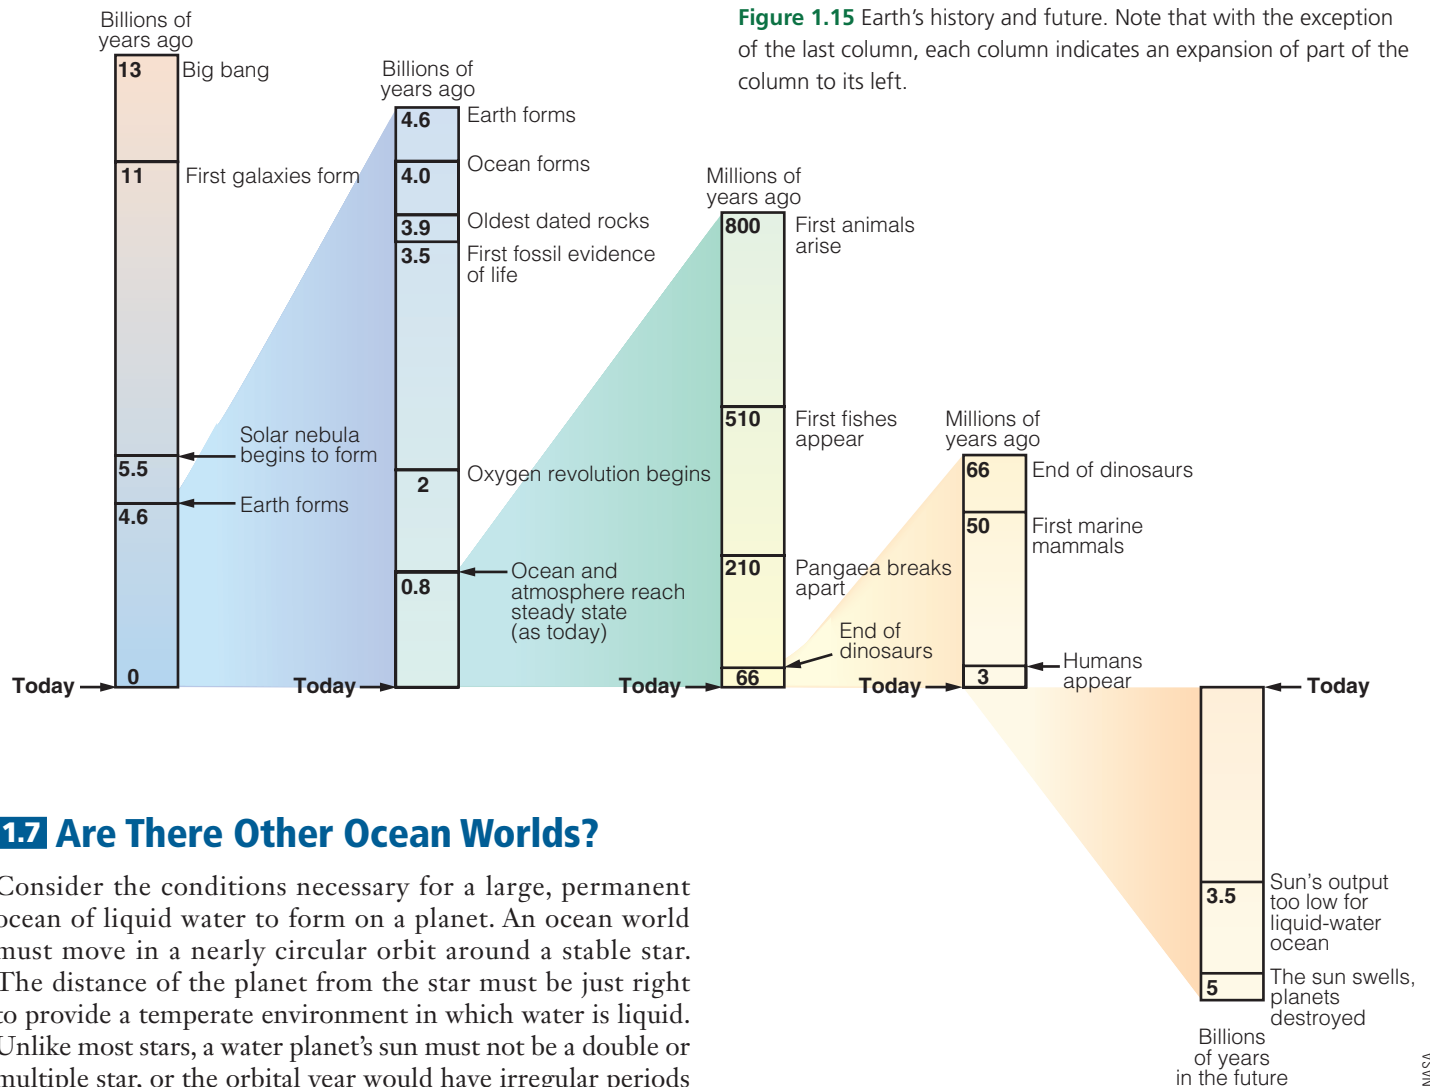 Figure 1.15 Earth's history and future. Note that with the exception
of the last column, each column indicates an expansion of part of the
column to its left.
Billions of
years ago
13
Big bang
11
First galaxies form
Solar nebula
begins to form
5.5
Earth forms
4.6
0
Today
Billions of
years ago
4.6
Earth forms
Ocean forms
4.0
Oldest dated rocks
3.9
3.5
First fossil evidence
of life
Oxygen revolution begins
2
Ocean and
atmosphere reach
steady state
(as today)
0.8
Today
Millions of
years ago
800
First animals
arise
510
First fishes
appear
210
Pangaea breaks
apart
End of
dinosaurs
66
Today
Millions of
years ago
66
End of dinosaurs
50
First marine
mammals
Humans
appear
3
Today
Today
3.5
Sun's output
too low for
liquid-water
ocean
5
The sun swells,
planets
destroyed
Billions
of years
in the future
NASA
1.7 Are There Other Ocean Worlds?
Consider the conditions necessary for a large, permanent
ocean of liquid water to form on a planet. An ocean world
must move in a nearly circular orbit around a stable star.
The distance of the planet from the star must be just right
to provide a temperate environment in which water is liquid.
Unlike most stars, a water planet's sun must not be a double or
multiple star, or the orbital year would have irregular periods